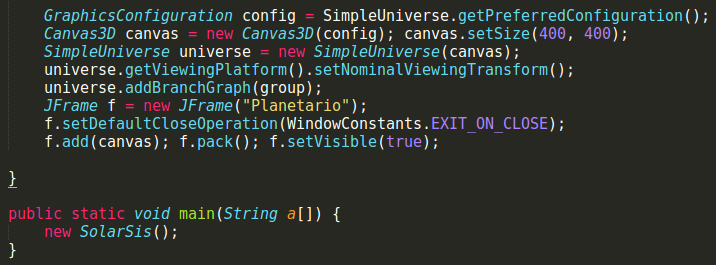 GraphicsConfiguration config = SimpleUniverse.getPreferredConfiguration();
Canvas3D canvas = new Canvas3D(config); canvas.setSize(400, 400);
SimpleUniverse universe = new SimpleUniverse(canvas);
universe.getViewingPlatform().setNominalViewingTransform();
universe.addBranchGraph(group);
JFrame f = new JFrame("Planetario");
f.setDefaultCloseOperation(WindowConstants.EXIT_ON_CLOSE);
f.add(canvas); f.pack(); f.setVisible(true);
}
public static void main(String a[]) {
new SolarSis();
}